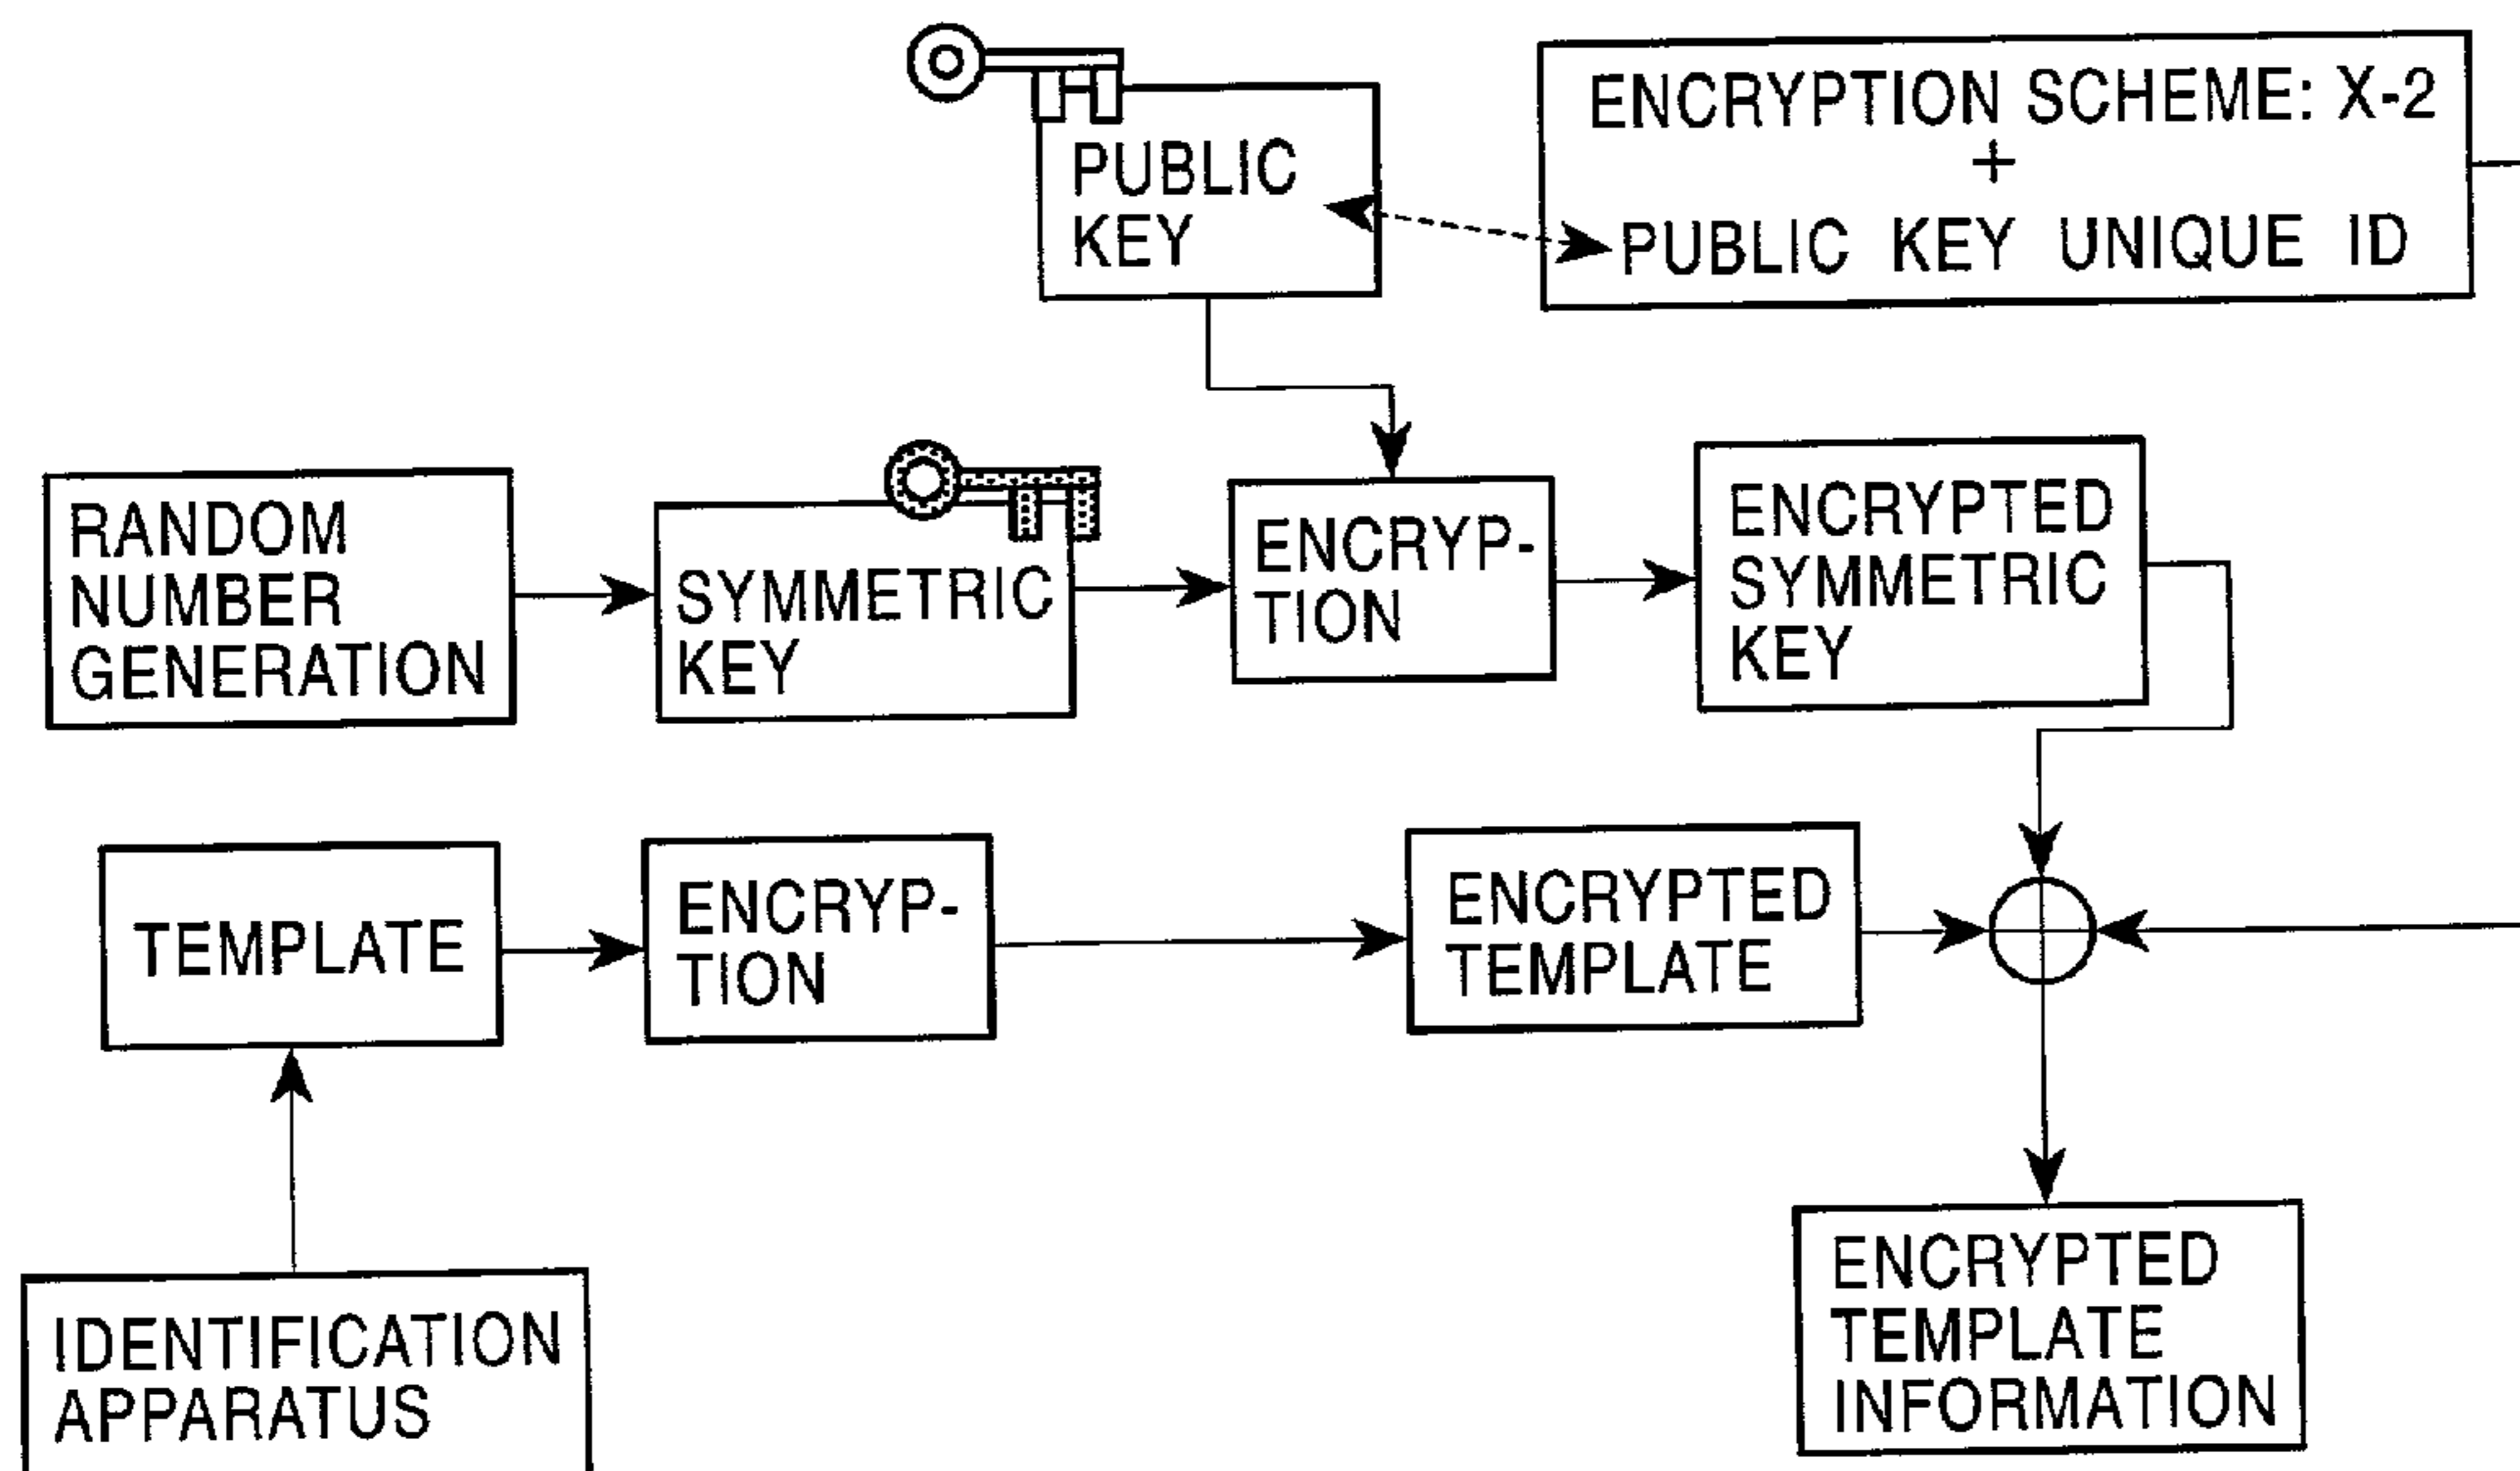 PUBLIC
KEY
ENCRYPTION SCHEME: X-2
+
PUBLIC KEY UNIQUE ID
RANDOM
NUMBER
GENERATION
SYMMETRIC
KEY
ENCRYP-
TION
ENCRYPTED
SYMMETRIC
KEY
TEMPLATE
ENCRYP-
TION
ENCRYPTED
TEMPLATE
IDENTIFICATION
APPARATUS
ENCRYPTED
TEMPLATE
INFORMATION